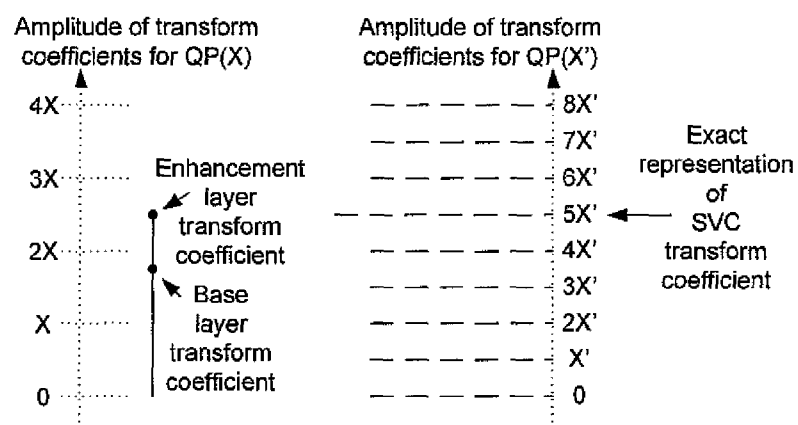 Amplitude of transform
coefficients for QP(X)
4X
3X
2X
X
0
Enhancement
layer
transform
coefficient
Base
layer
transform
coefficient
Amplitude of transform
coefficients for QP(X')
8X'
7X'
6X'
5X'
4X'
3X'
2X'
X'
0
Exact
representation
of
SVC
transform
coefficient